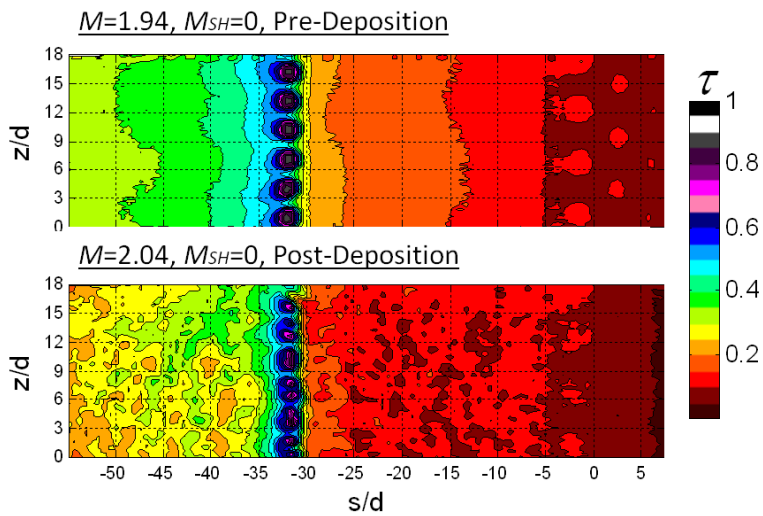 M=1.94, MSH=0, Pre-Deposition
18
15
12
9
6
3
0
z/d
τ
1
0.8
0.6
0.4
0.2
M=2.04, MSH=0, Post-Deposition
18
15
12
9
6
3
0
z/d
-50 -45 -40 -35 -30 -25 -20 -15 -10 -5 0 5
s/d